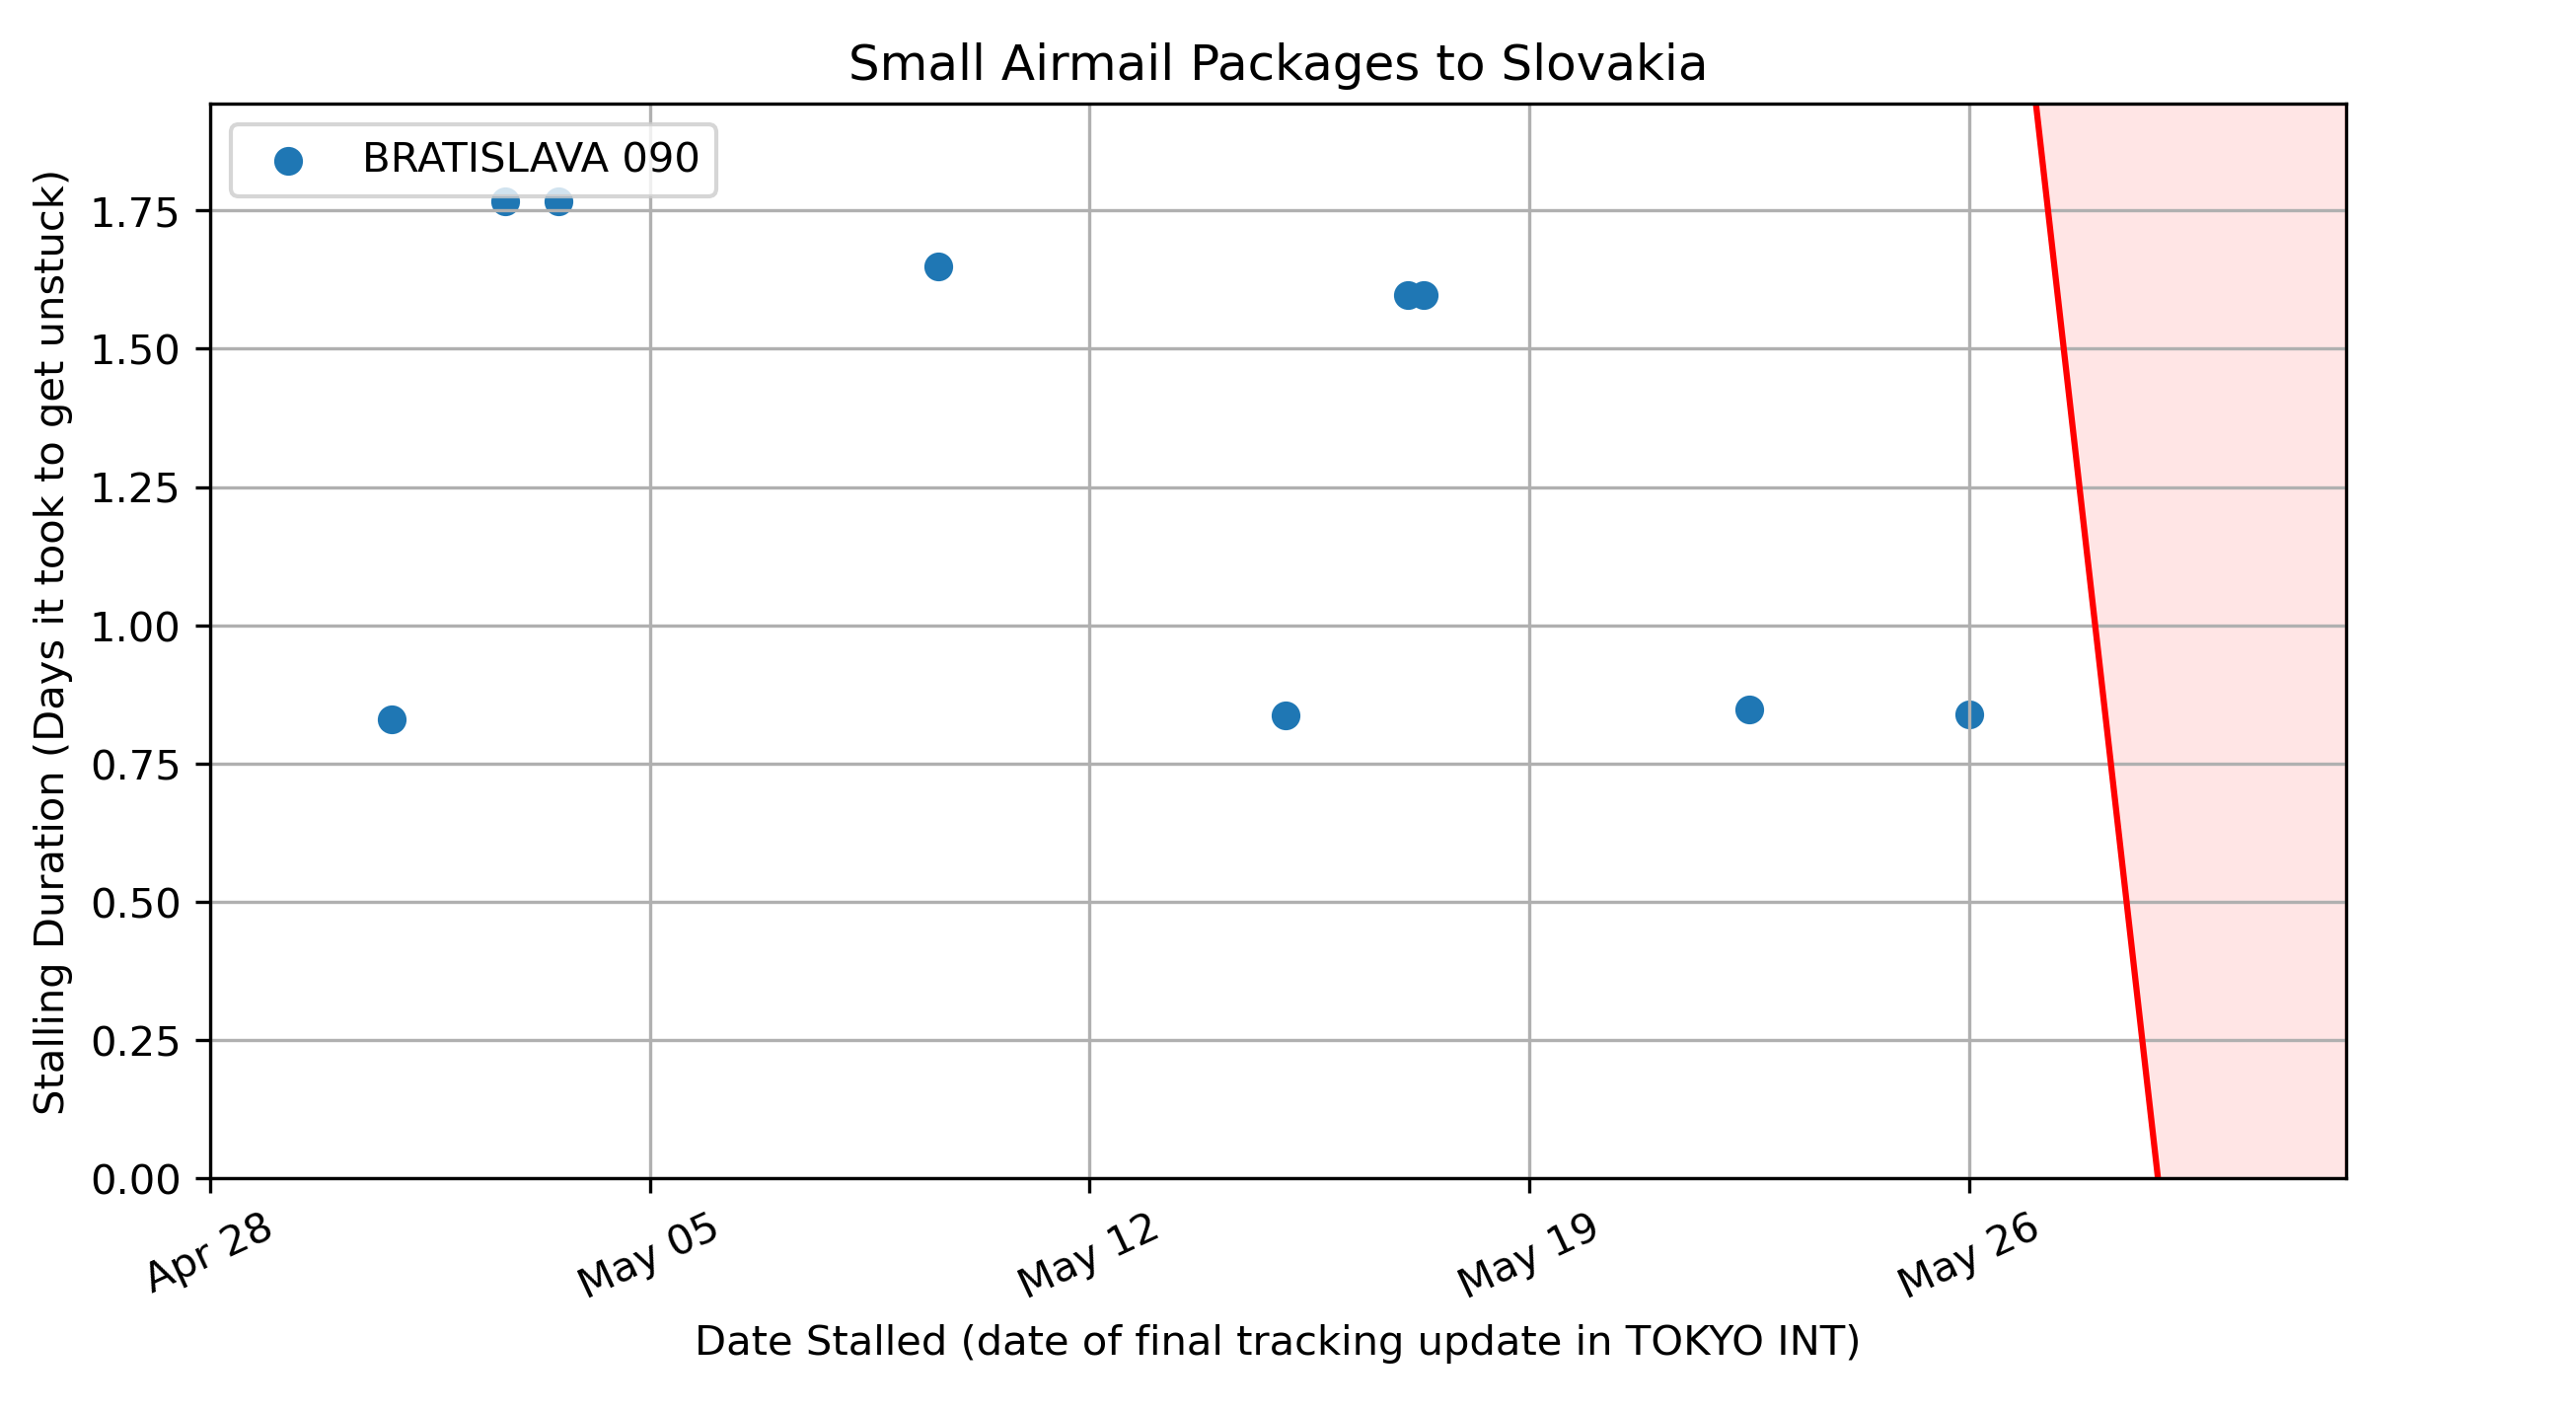 Small Airmail Packages to Slovakia
BRATISLAVA 090
Stalling Duration (Days it took to get unstuck)
1.75
1.50
1.25
1.00
0.75
0.50
0.25
0.00
Apr 28
May 05
May 12
May 19
May 26
Date Stalled (date of final tracking update in TOKYO INT)